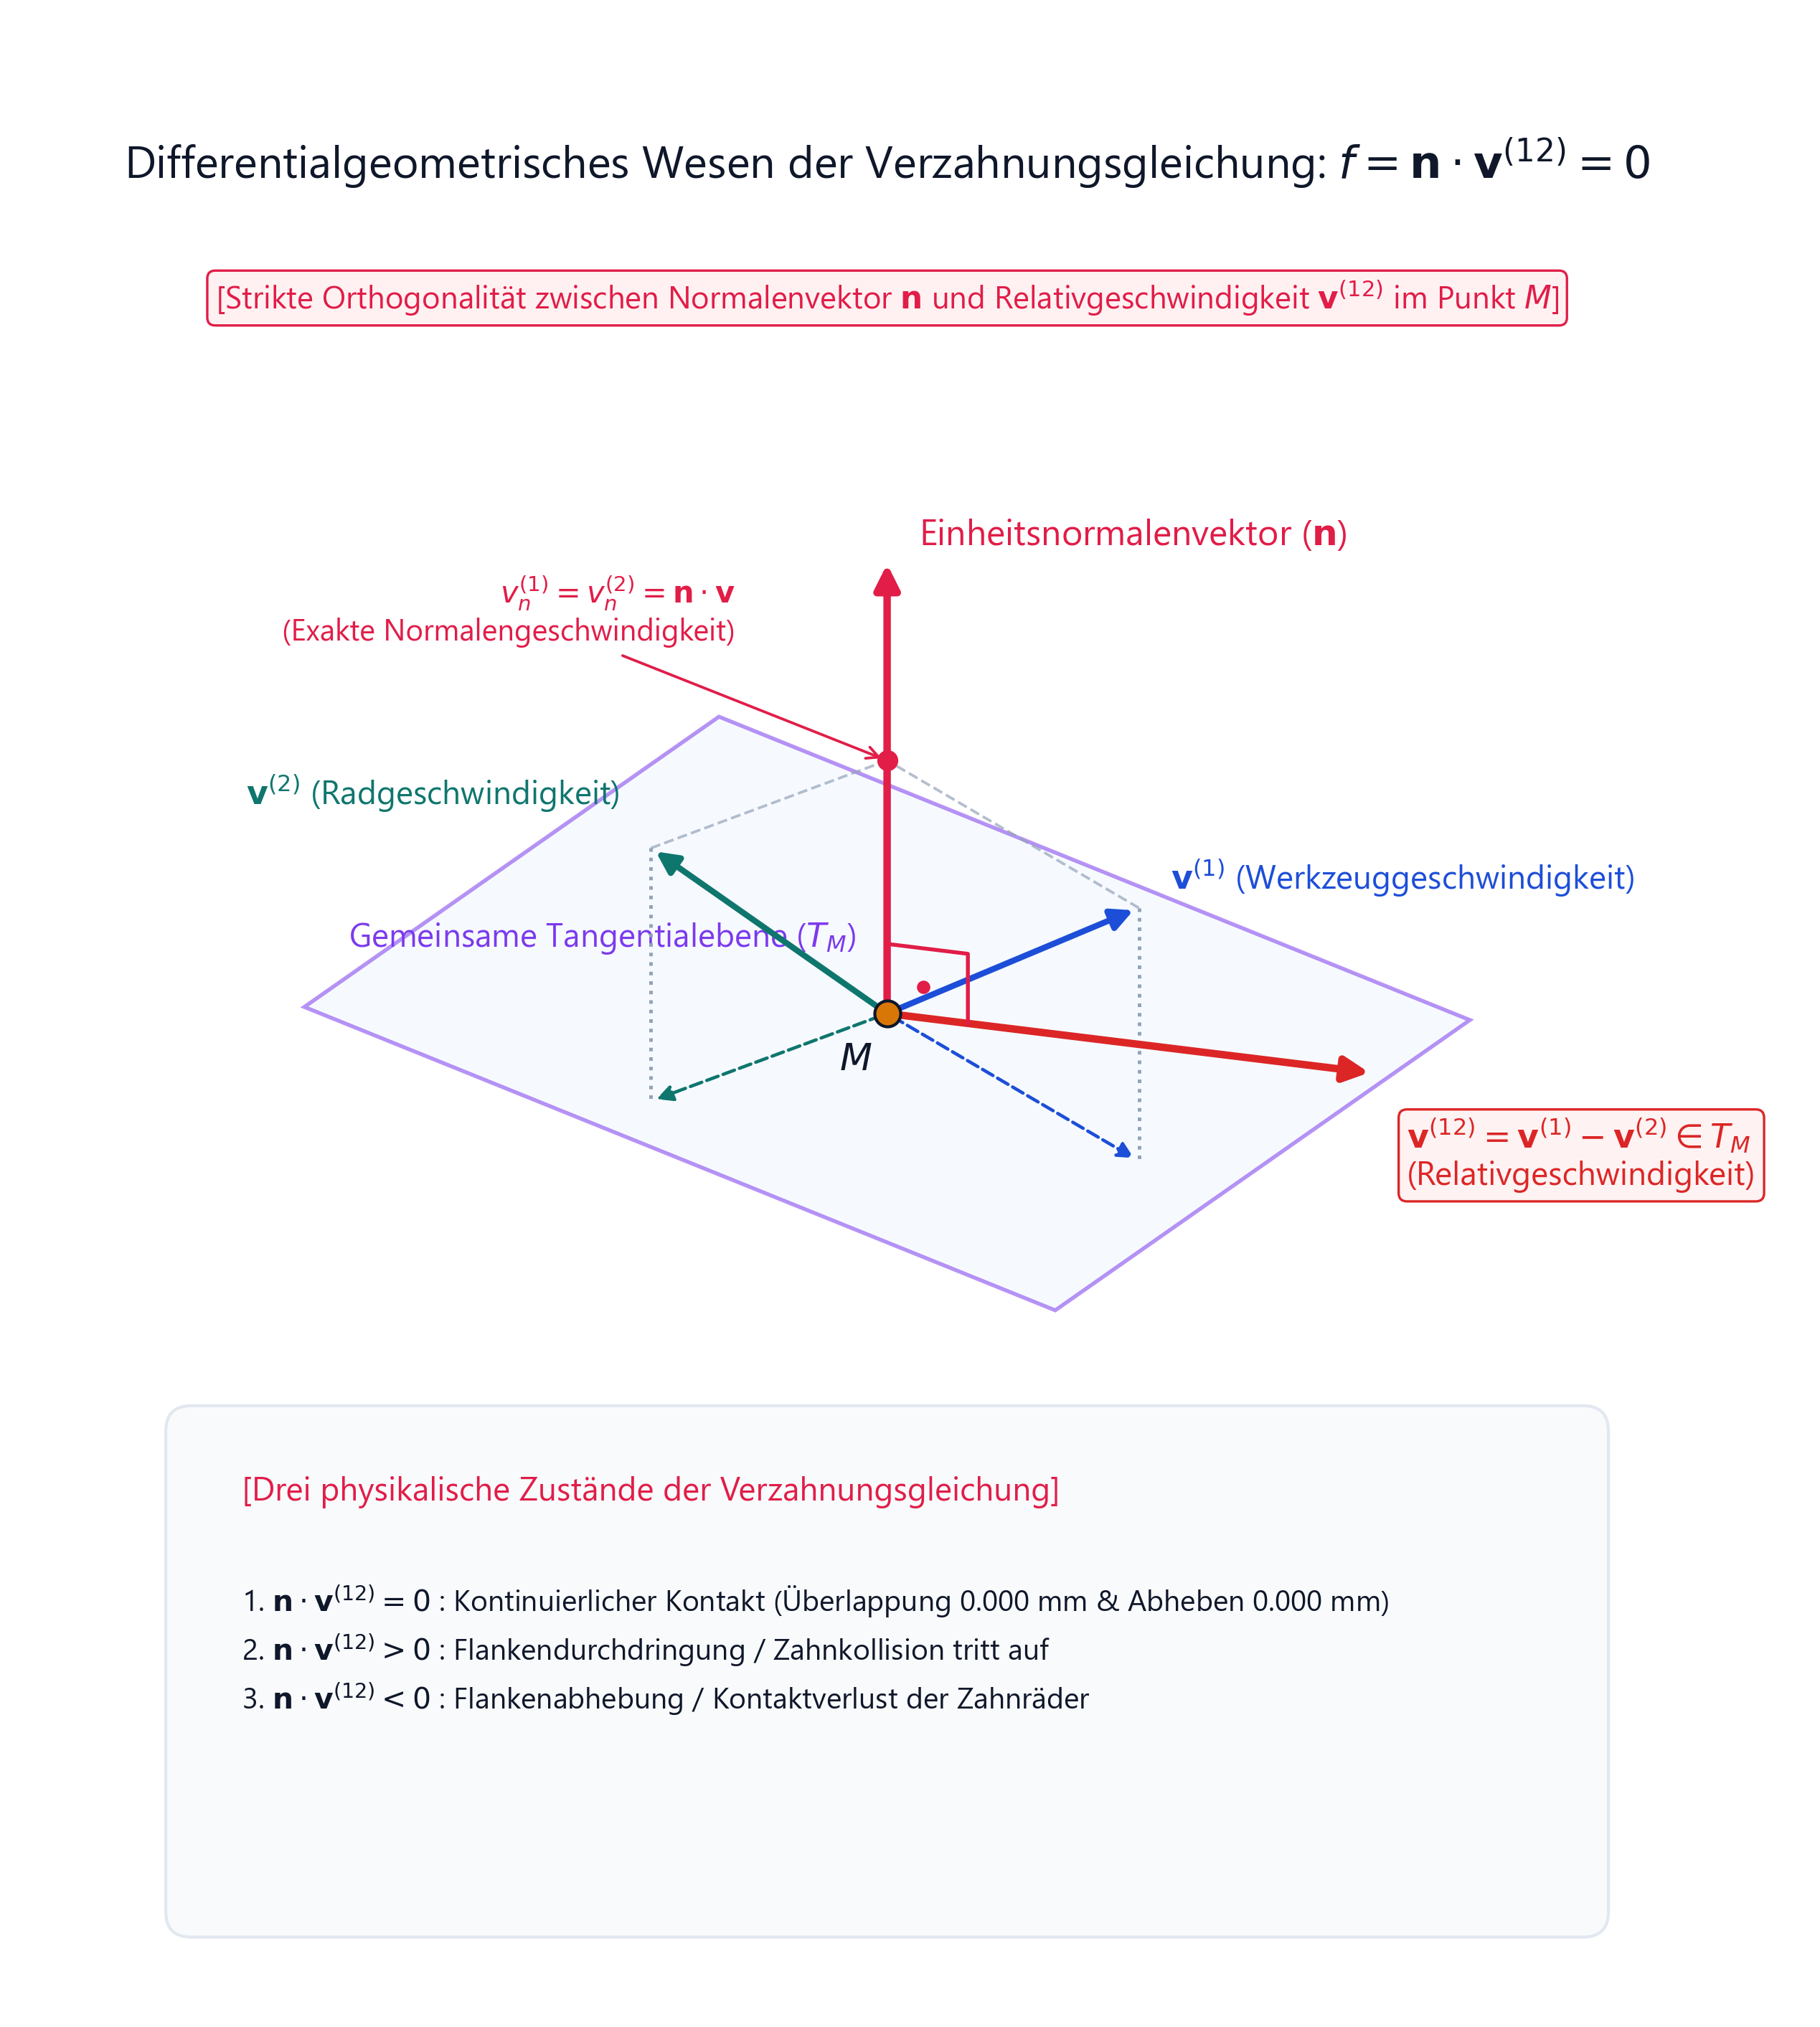 Differentialgeometrisches Wesen der Verzahnungsgleichung: f = n · v⁽¹²⁾ = 0
[Strikte Orthogonalität zwischen Normalenvektor n und Relativgeschwindigkeit v⁽¹²⁾ im Punkt M]
Einheitsnormalenvektor (n)
vₙ⁽¹⁾ = vₙ⁽²⁾ = n · v
(Exakte Normalengeschwindigkeit)
v⁽²⁾ (Radgeschwindigkeit)
v⁽¹⁾ (Werkzeuggeschwindigkeit)
Gemeinsame Tangentialebene (T_M)
M
v⁽¹²⁾ = v⁽¹⁾ − v⁽²⁾ ∈ T_M
(Relativgeschwindigkeit)
[Drei physikalische Zustände der Verzahnungsgleichung]
1. n · v⁽¹²⁾ = 0 : Kontinuierlicher Kontakt (Überlappung 0.000 mm & Abheben 0.000 mm)
2. n · v⁽¹²⁾ > 0 : Flankendurchdringung / Zahnkollision tritt auf
3. n · v⁽¹²⁾ < 0 : Flankenabhebung / Kontaktverlust der Zahnräder